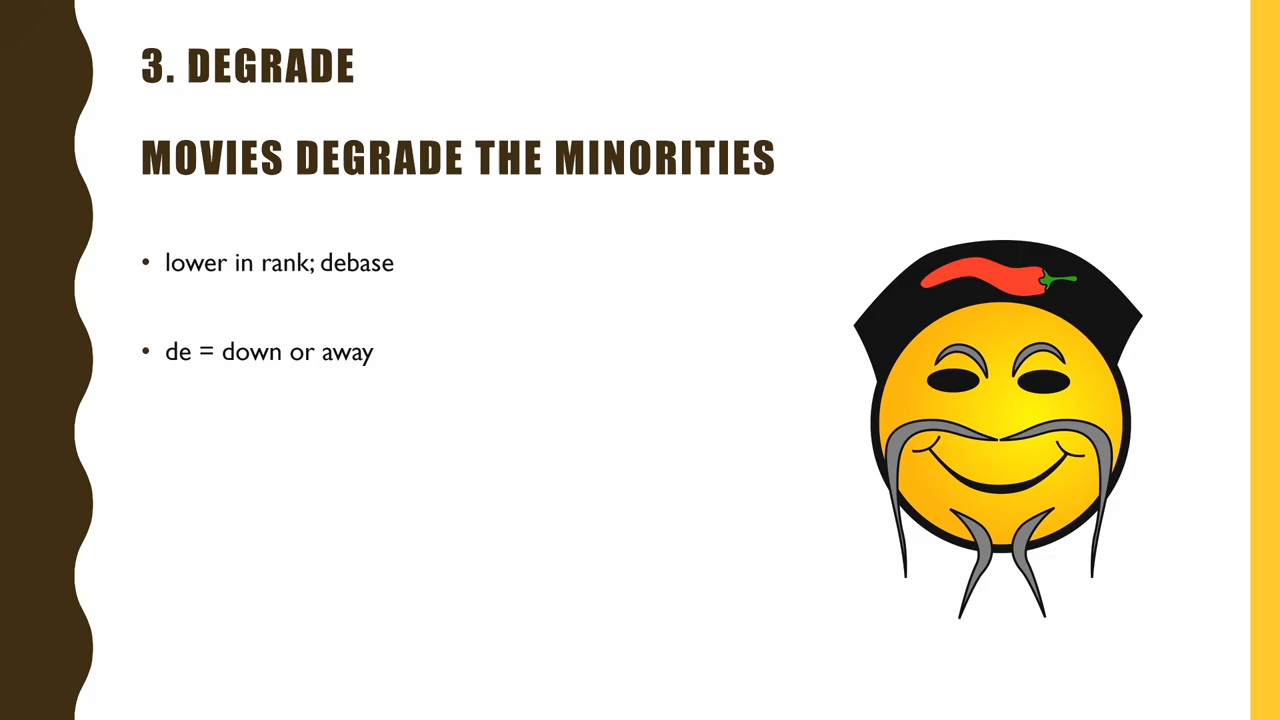 3. DEGRADE
MOVIES DEGRADE THE MINORITIES
• lower in rank; debase
• de = down or away